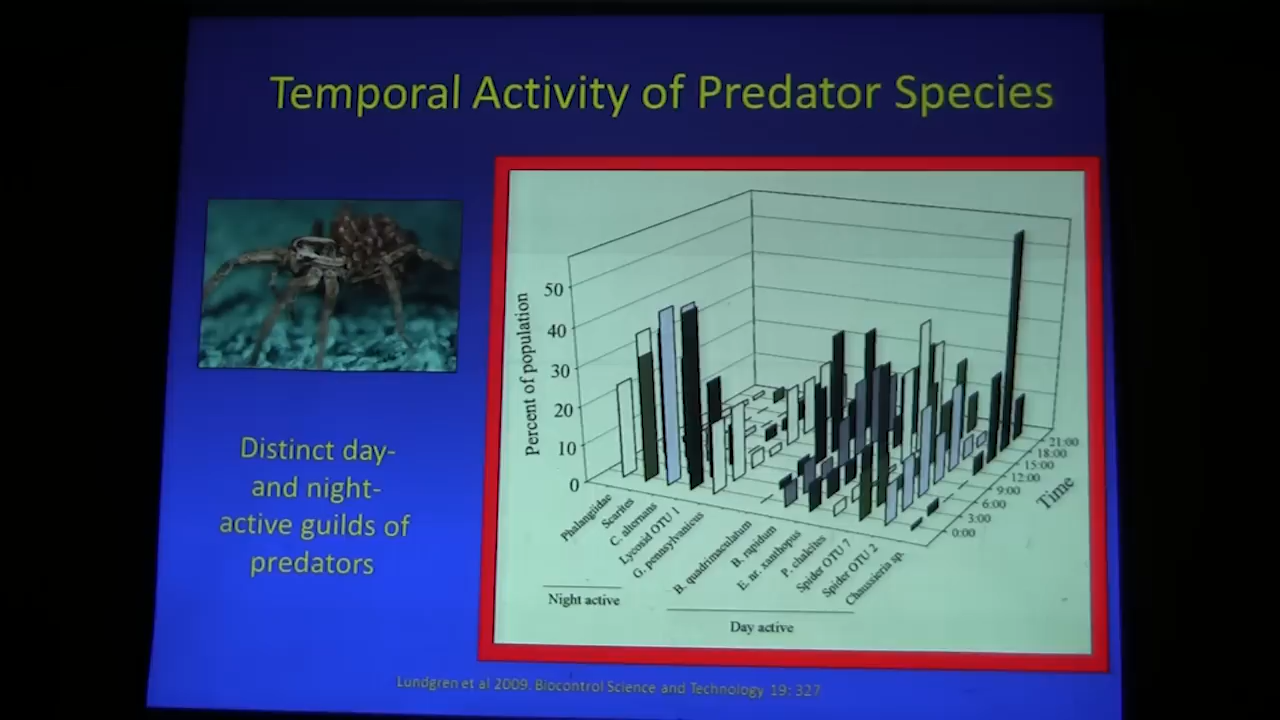 Temporal Activity of Predator Species
Distinct day-
and night-
active guilds of
predators
Percent of population
50
40
30
20
10
0
Phalangiidae
Scarites
C. alternans
Lycosid OTU 1
G. pennsylvanicus
B. quadrimaculatum
B. rapidum
E. nr. xanthopus
P. chalcites
Spider OTU 7
Spider OTU 2
Chaussieria sp.
0:00
3:00
6:00
9:00
12:00
15:00
18:00
21:00
Time
Night active
Day active
Lundgren et al 2009, Biocontrol Science and Technology 19: 327